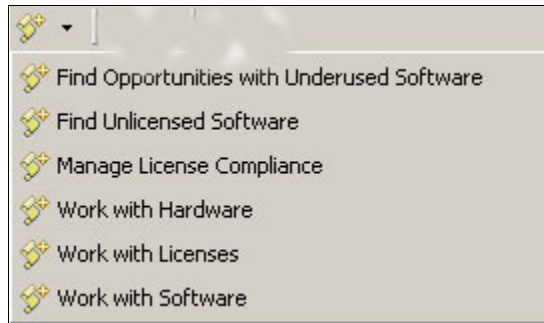 Find Opportunities with Underused Software
Find Unlicensed Software
Manage License Compliance
Work with Hardware
Work with Licenses
Work with Software